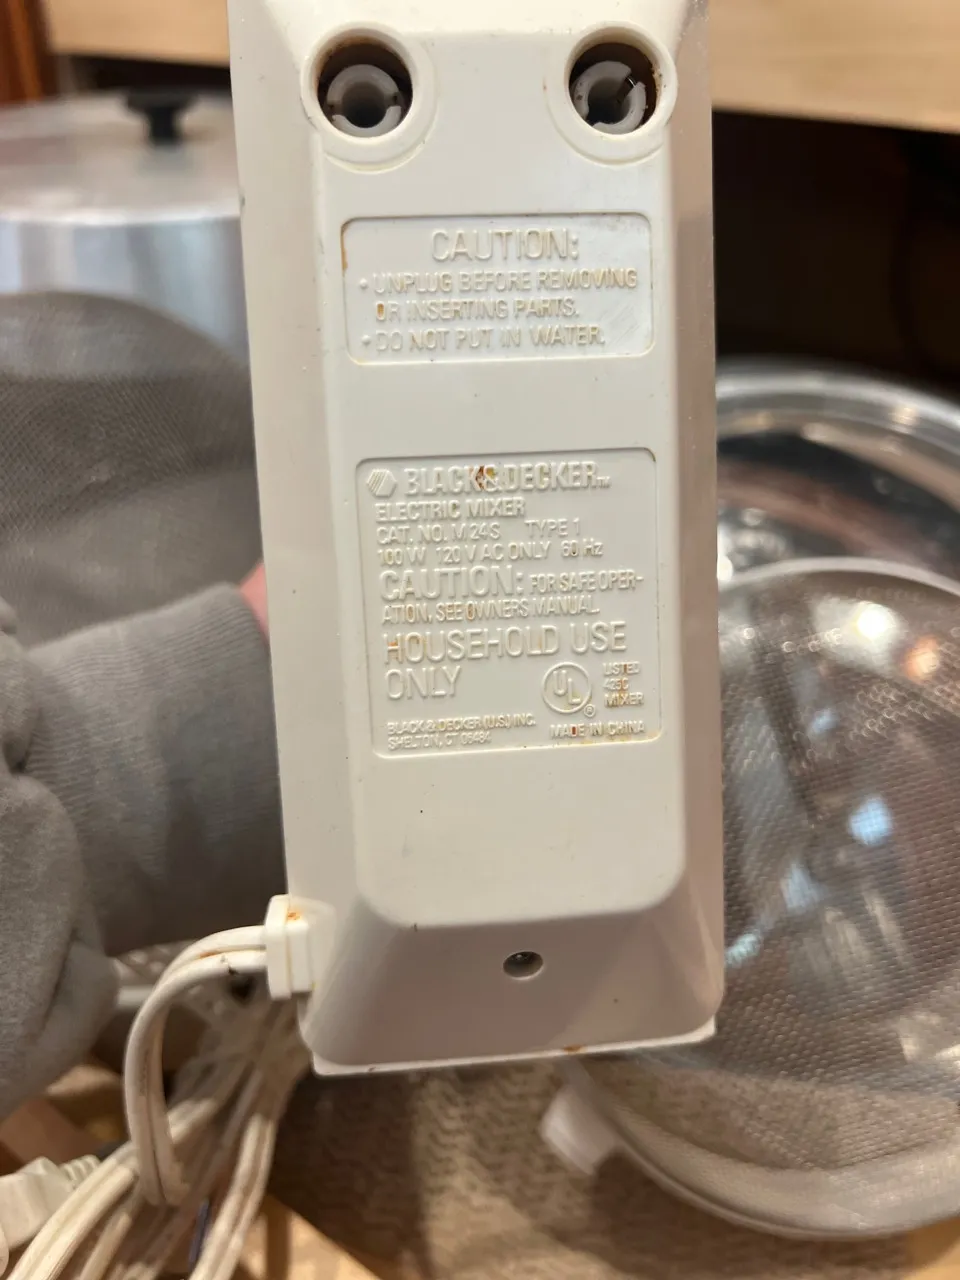 CAUTION:
• UNPLUG BEFORE REMOVING
OR INSERTING PARTS.
• DO NOT PUT IN WATER.
BLACK & DECKER™
ELECTRIC MIXER
CAT. NO. M24S TYPE 1
100 W 120 V AC ONLY 60 Hz
CAUTION: FOR SAFE OPER-
ATION, SEE OWNERS MANUAL.
HOUSEHOLD USE
ONLY
UL®
LISTED
MIXER
BLACK & DECKER (U.S.) INC.
SHELTON, CT 06484
MADE IN CHINA